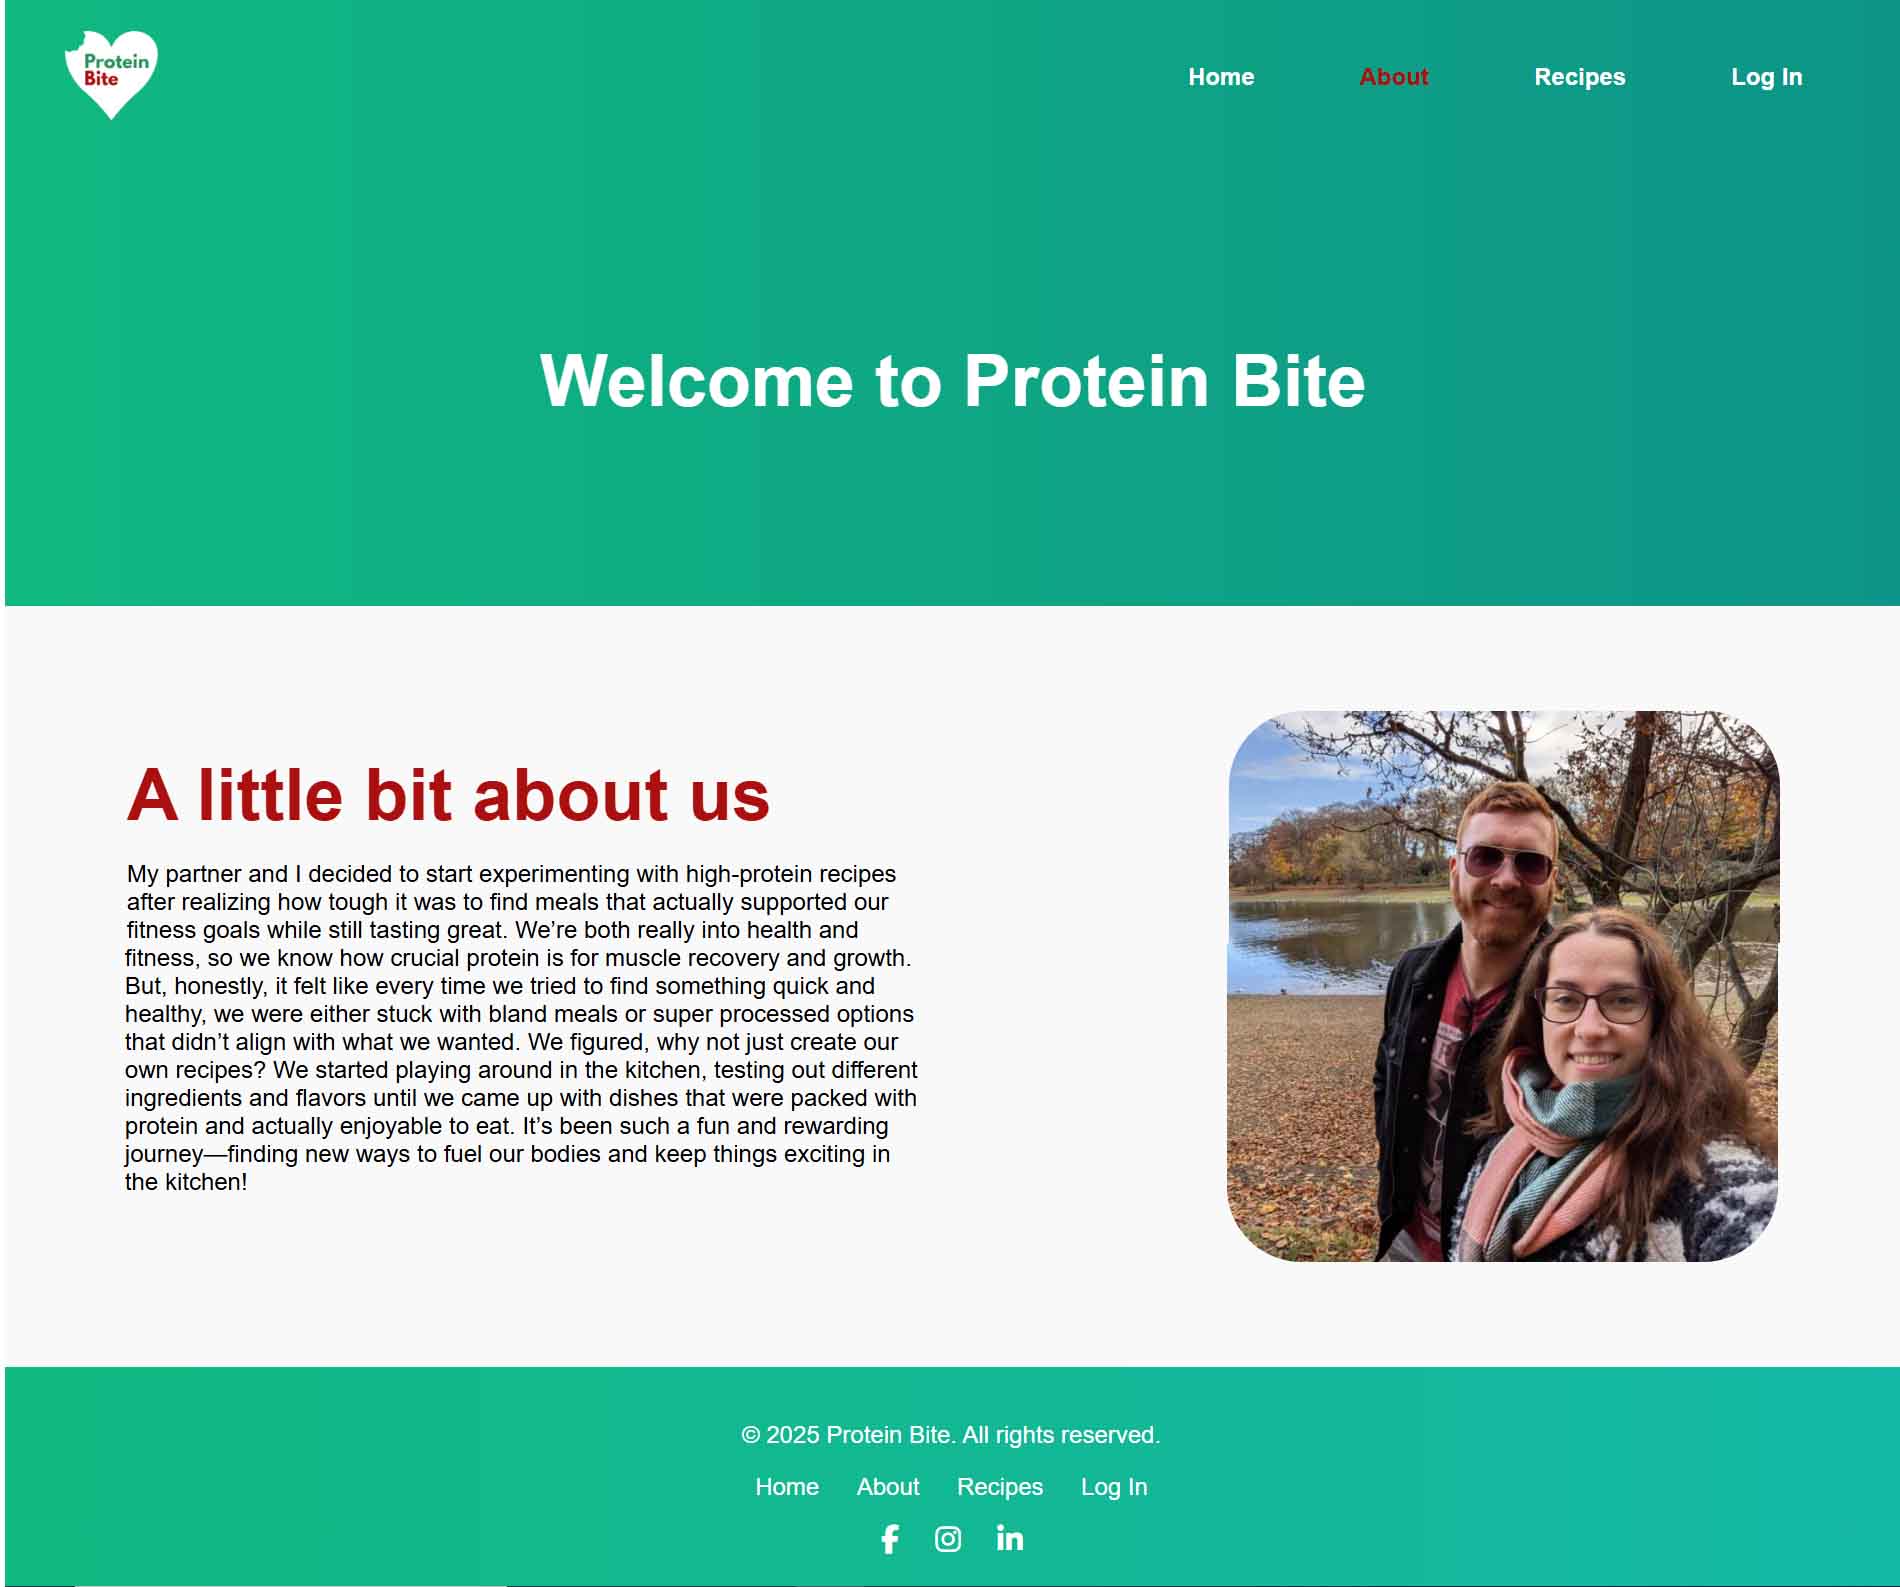 Protein
Bite
Home About Recipes Log In
Welcome to Protein Bite
A little bit about us
My partner and I decided to start experimenting with high-protein recipes
after realizing how tough it was to find meals that actually supported our
fitness goals while still tasting great. We’re both really into health and
fitness, so we know how crucial protein is for muscle recovery and growth.
But, honestly, it felt like every time we tried to find something quick and
healthy, we were either stuck with bland meals or super processed options
that didn’t align with what we wanted. We figured, why not just create our
own recipes? We started playing around in the kitchen, testing out different
ingredients and flavors until we came up with dishes that were packed with
protein and actually enjoyable to eat. It’s been such a fun and rewarding
journey—finding new ways to fuel our bodies and keep things exciting in
the kitchen!
© 2025 Protein Bite. All rights reserved.
Home About Recipes Log In